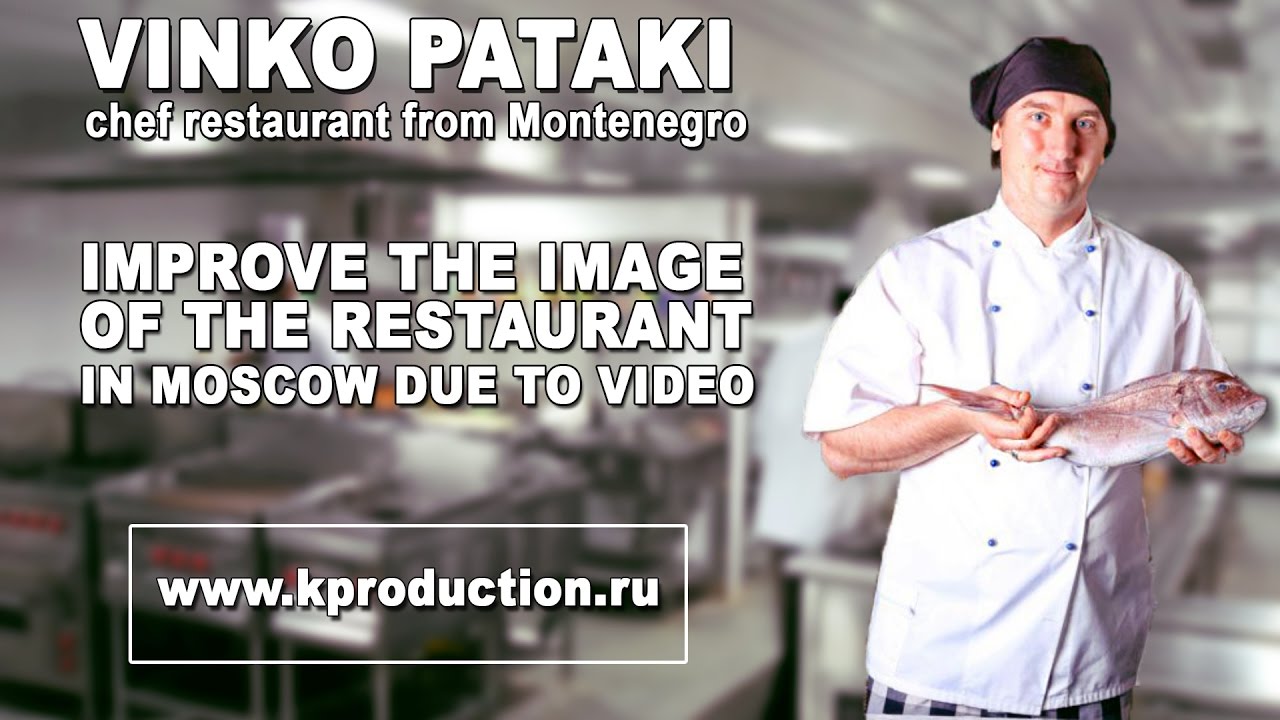 VINKO PATAKI
chef restaurant from Montenegro
IMPROVE THE IMAGE
OF THE RESTAURANT
IN MOSCOW DUE TO VIDEO
www.kproduction.ru